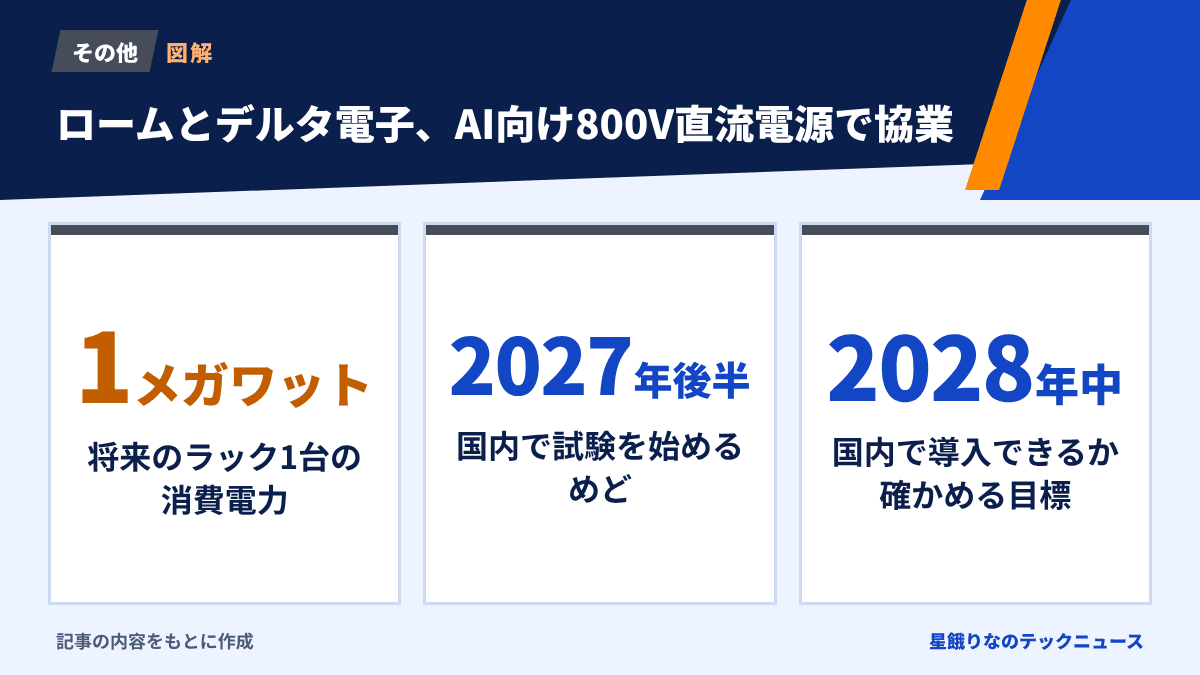 その他 図解
ロームとデルタ電子、AI向け800V直流電源で協業
1メガワット
将来のラック1台の
消費電力
2027年後半
国内で試験を始める
めど
2028年中
国内で導入できるか
確かめる目標
記事の内容をもとに作成
星餓りなのテックニュース